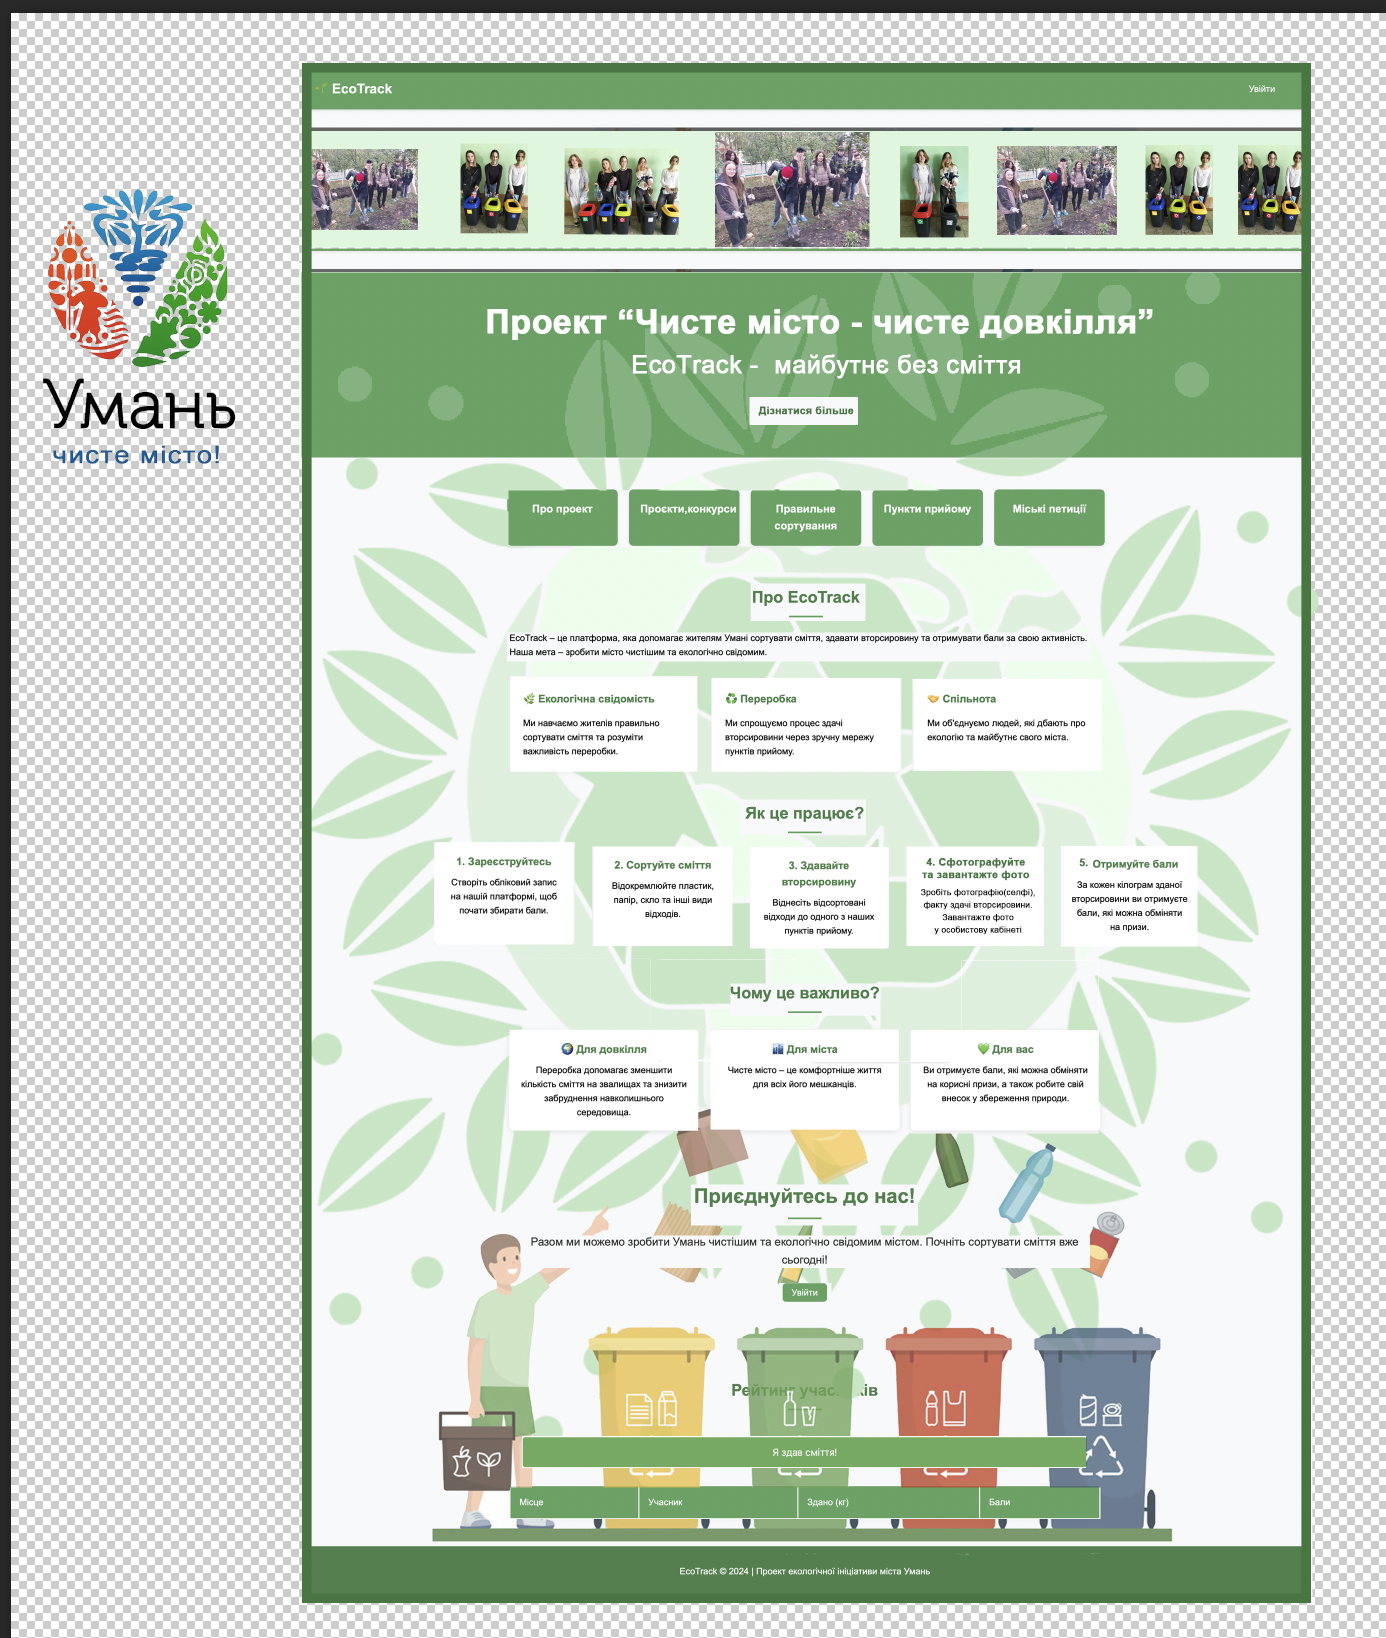 EcoTrack
Увійти
Умань
чисте місто!
Проект “Чисте місто - чисте довкілля”
EcoTrack - майбутнє без сміття
Дізнатися більше
Про проект
Проєкти,конкурси
Правильне
сортування
Пункти прийому
Міські петиції
Про EcoTrack
EcoTrack – це платформа, яка допомагає жителям Умані сортувати сміття, здавати вторсировину та отримувати бали за свою активність.
Наша мета – зробити місто чистішим та екологічно свідомим.
Екологічна свідомість
Ми навчаємо жителів правильно
сортувати сміття та розуміти
важливість переробки.
Переробка
Ми спрощуємо процес здачі
вторсировини через зручну мережу
пунктів прийому.
Спільнота
Ми об'єднуємо людей, які дбають про
екологію та майбутнє свого міста.
Як це працює?
1. Зареєструйтесь
Створіть обліковий запис
на нашій платформі, щоб
почати збирати бали.
2. Сортуйте сміття
Відокремлюйте пластик,
папір, скло та інші види
відходів.
3. Здавайте
вторсировину
Віднесіть відсортовані
відходи до одного з наших
пунктів прийому.
4. Сфотографуйте
та завантажте фото
Зробіть фотографію(селфі),
факту здачі вторсировини.
Завантажте фото
у особистову кабінеті
5. Отримуйте бали
За кожен кілограм зданої
вторсировини ви отримуєте
бали, які можна обміняти
на призи.
Чому це важливо?
Для довкілля
Переробка допомагає зменшити
кількість сміття на звалищах та знизити
забруднення навколишнього
середовища.
Для міста
Чисте місто – це комфортніше життя
для всіх його мешканців.
Для вас
Ви отримуєте бали, які можна обміняти
на корисні призи, а також робите свій
внесок у збереження природи.
Приєднуйтесь до нас!
Разом ми можемо зробити Умань чистішим та екологічно свідомим містом. Почніть сортувати сміття вже
сьогодні!
Увійти
Рейтинг учасників
Я здав сміття!
Місце
Учасник
Здано (кг)
Бали
EcoTrack © 2024 | Проект екологічної ініціативи міста Умань